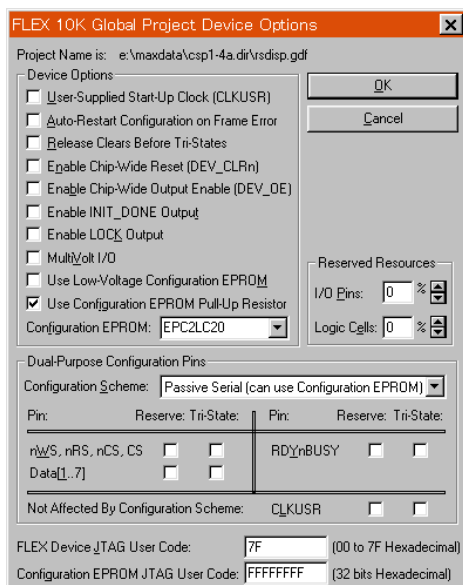 FLEX 10K Global Project Device Options
Project Name is: e:\maxdata\csp1-4a.dir\rsdisp.gdf
Device Options
User-Supplied Start-Up Clock (CLKUSR)
Auto-Restart Configuration on Frame Error
Release Clears Before Tri-States
Enable Chip-Wide Reset (DEV_CLRn)
Enable Chip-Wide Output Enable (DEV_OE)
Enable INIT_DONE Output
Enable LOCK Output
MultiVolt I/O
Use Low-Voltage Configuration EPROM
Use Configuration EPROM Pull-Up Resistor
Configuration EPROM: EPC2LC20
OK
Cancel
Reserved Resources
I/O Pins: 0 %
Logic Cells: 0 %
Dual-Purpose Configuration Pins
Configuration Scheme: Passive Serial (can use Configuration EPROM)
Pin: Reserve: Tri-State: Pin: Reserve: Tri-State:
nWS, nRS, nCS, CS RDYnBUSY
Data[1..7]
Not Affected By Configuration Scheme: CLKUSR
FLEX Device JTAG User Code: 7F (00 to 7F Hexadecimal)
Configuration EPROM JTAG User Code: FFFFFFFF (32 bits Hexadecimal)